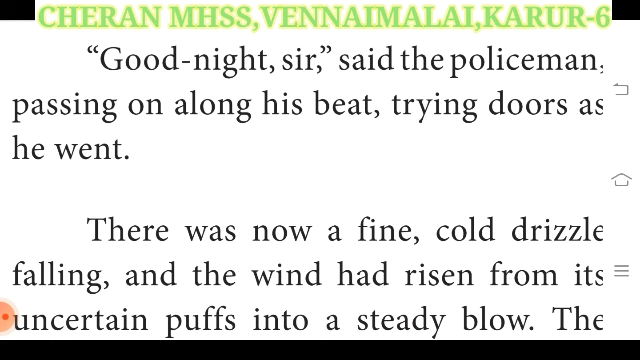 CHERAN MHSS,VENNAIMALAI,KARUR-6
“Good-night, sir,” said the policeman,
passing on along his beat, trying doors as
he went.
There was now a fine, cold drizzle
falling, and the wind had risen from its
uncertain puffs into a steady blow. The